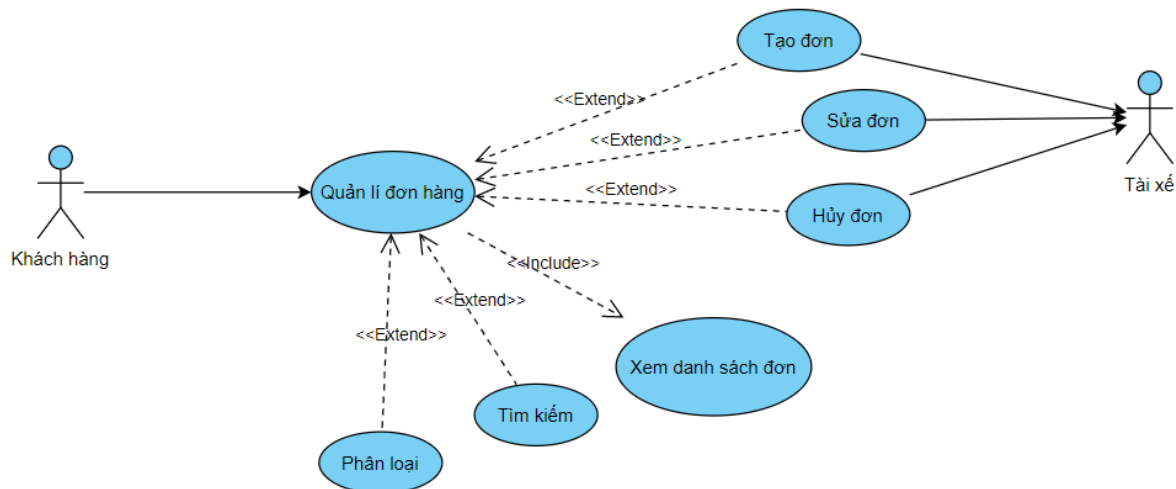 Tạo đơn
<<Extend>>
Sửa đơn
<<Extend>>
Tài xế
Quản lí đơn hàng
<<Extend>>
Hủy đơn
Khách hàng
<<Include>>
<<Extend>>
<<Extend>>
Xem danh sách đơn
Tìm kiếm
Phân loại